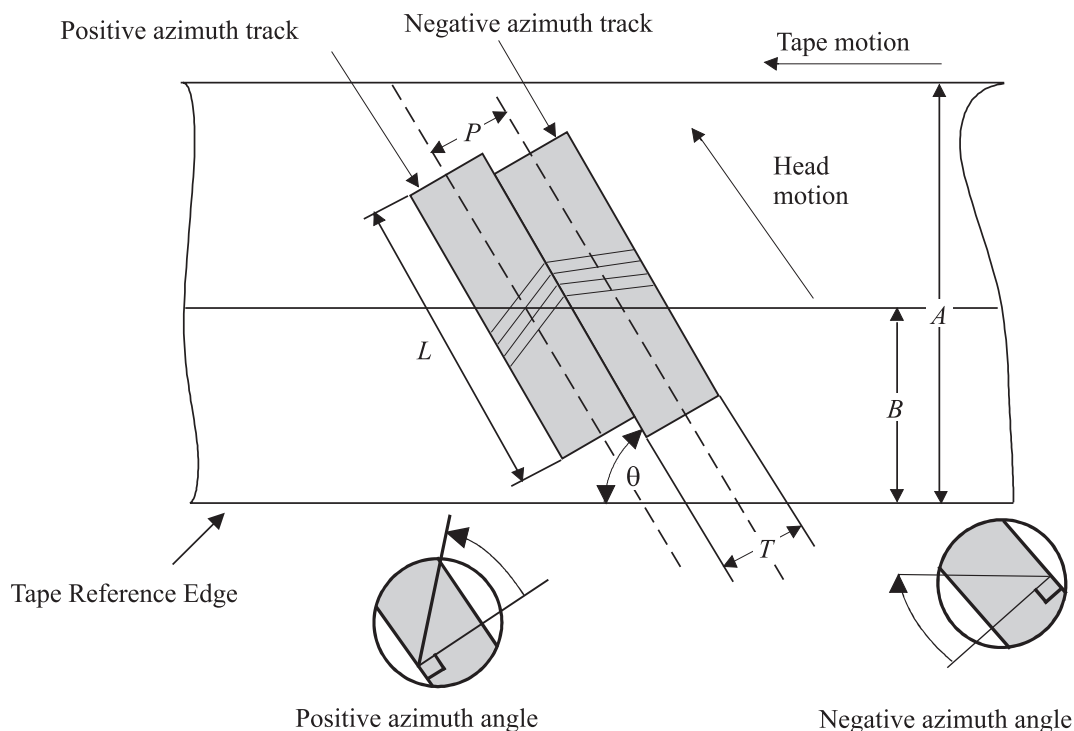 Positive azimuth track
Negative azimuth track
Tape motion
P
Head
motion
A
L
B
θ
T
Tape Reference Edge
Positive azimuth angle
Negative azimuth angle